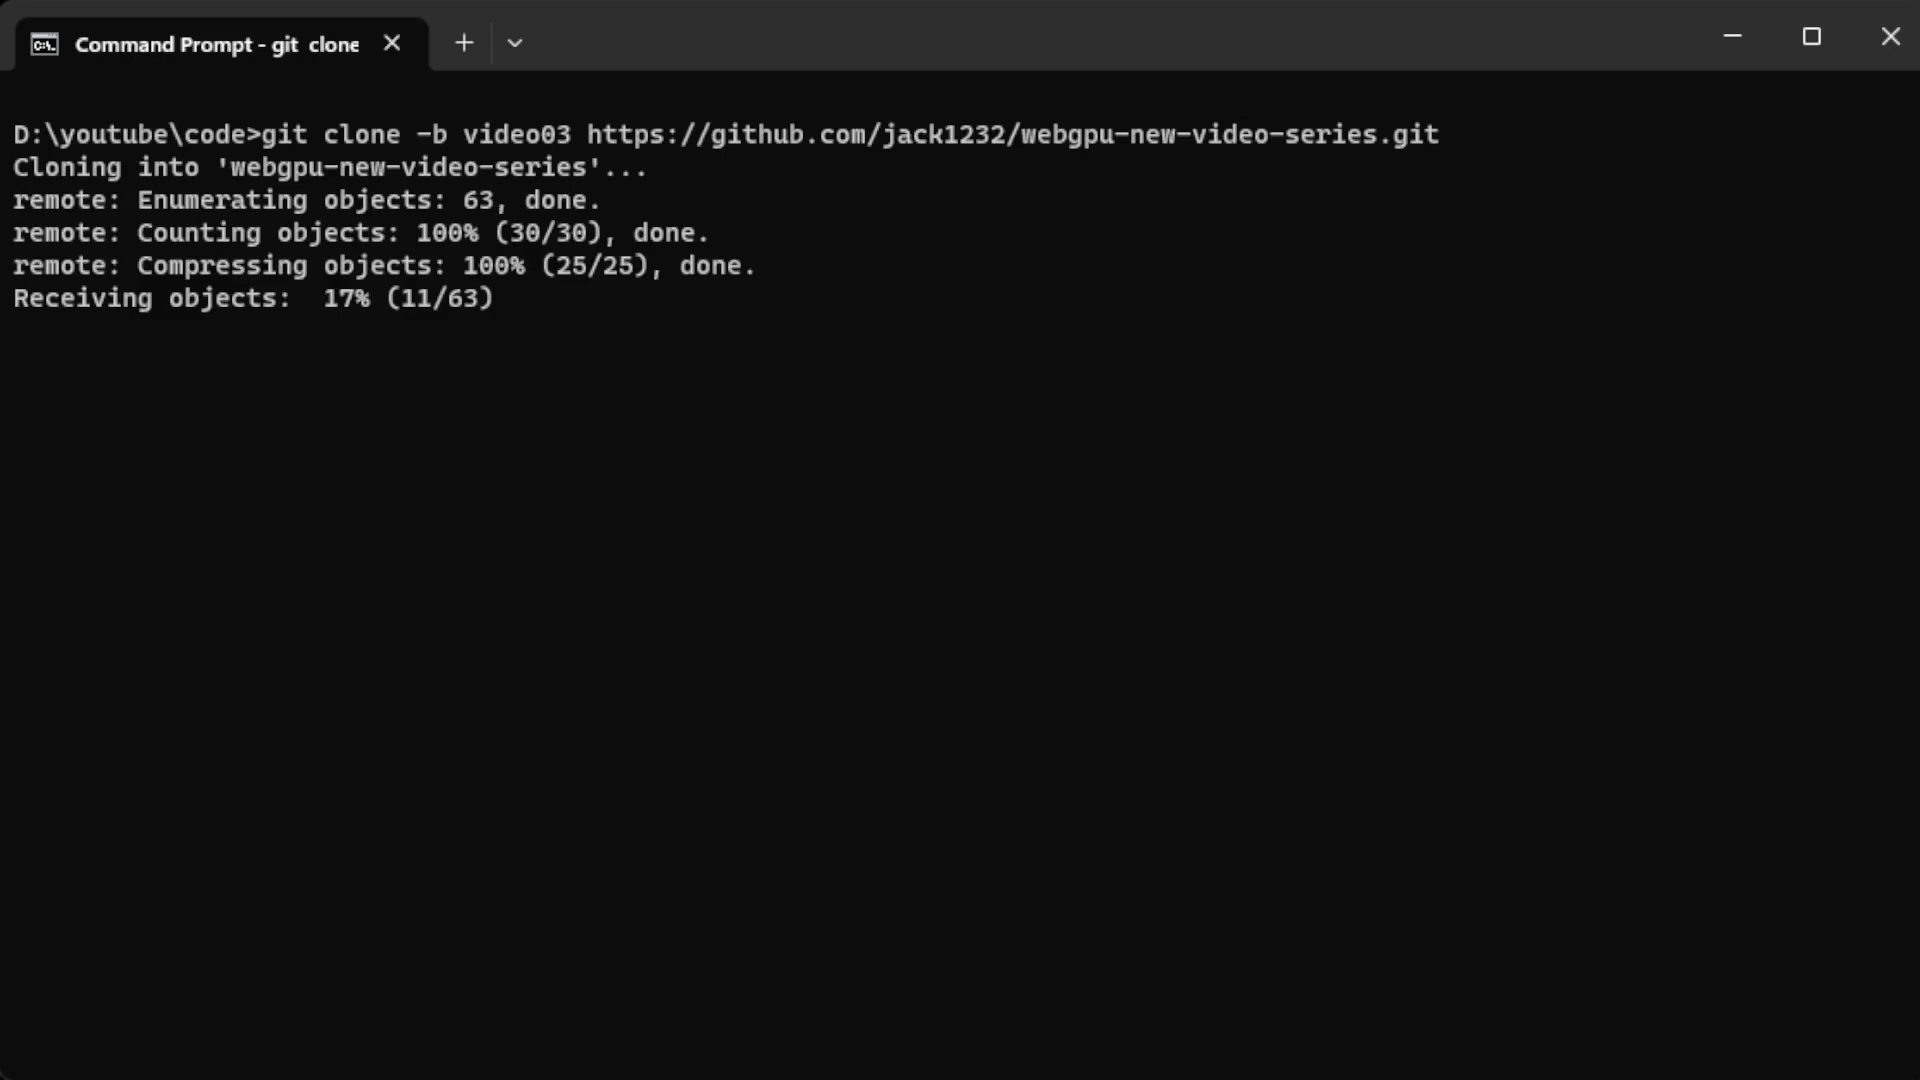 Command Prompt - git clone
D:\youtube\code>git clone -b video03 https://github.com/jack1232/webgpu-new-video-series.git
Cloning into 'webgpu-new-video-series'...
remote: Enumerating objects: 63, done.
remote: Counting objects: 100% (30/30), done.
remote: Compressing objects: 100% (25/25), done.
Receiving objects:  17% (11/63)